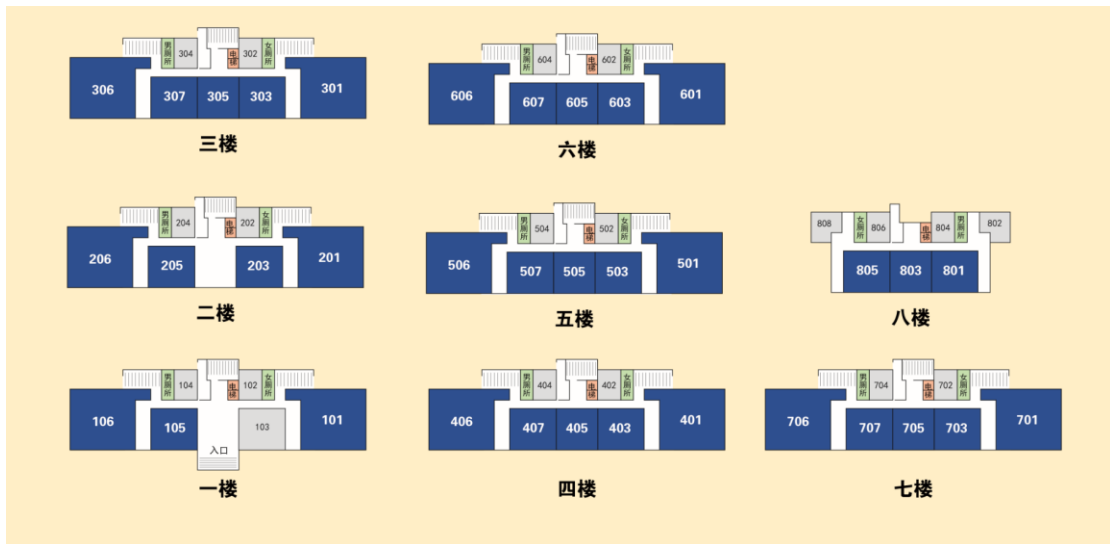 男厕所 304 电梯 302 女厕所
306 307 305 303 301
三楼
男厕所 604 电梯 602 女厕所
606 607 605 603 601
六楼
男厕所 204 电梯 202 女厕所
206 205 203 201
二楼
男厕所 504 电梯 502 女厕所
506 507 505 503 501
五楼
808 女厕所 806 电梯 804 男厕所 802
805 803 801
八楼
男厕所 104 电梯 102 女厕所
106 105 103 101
入口
一楼
男厕所 404 电梯 402 女厕所
406 407 405 403 401
四楼
男厕所 704 电梯 702 女厕所
706 707 705 703 701
七楼